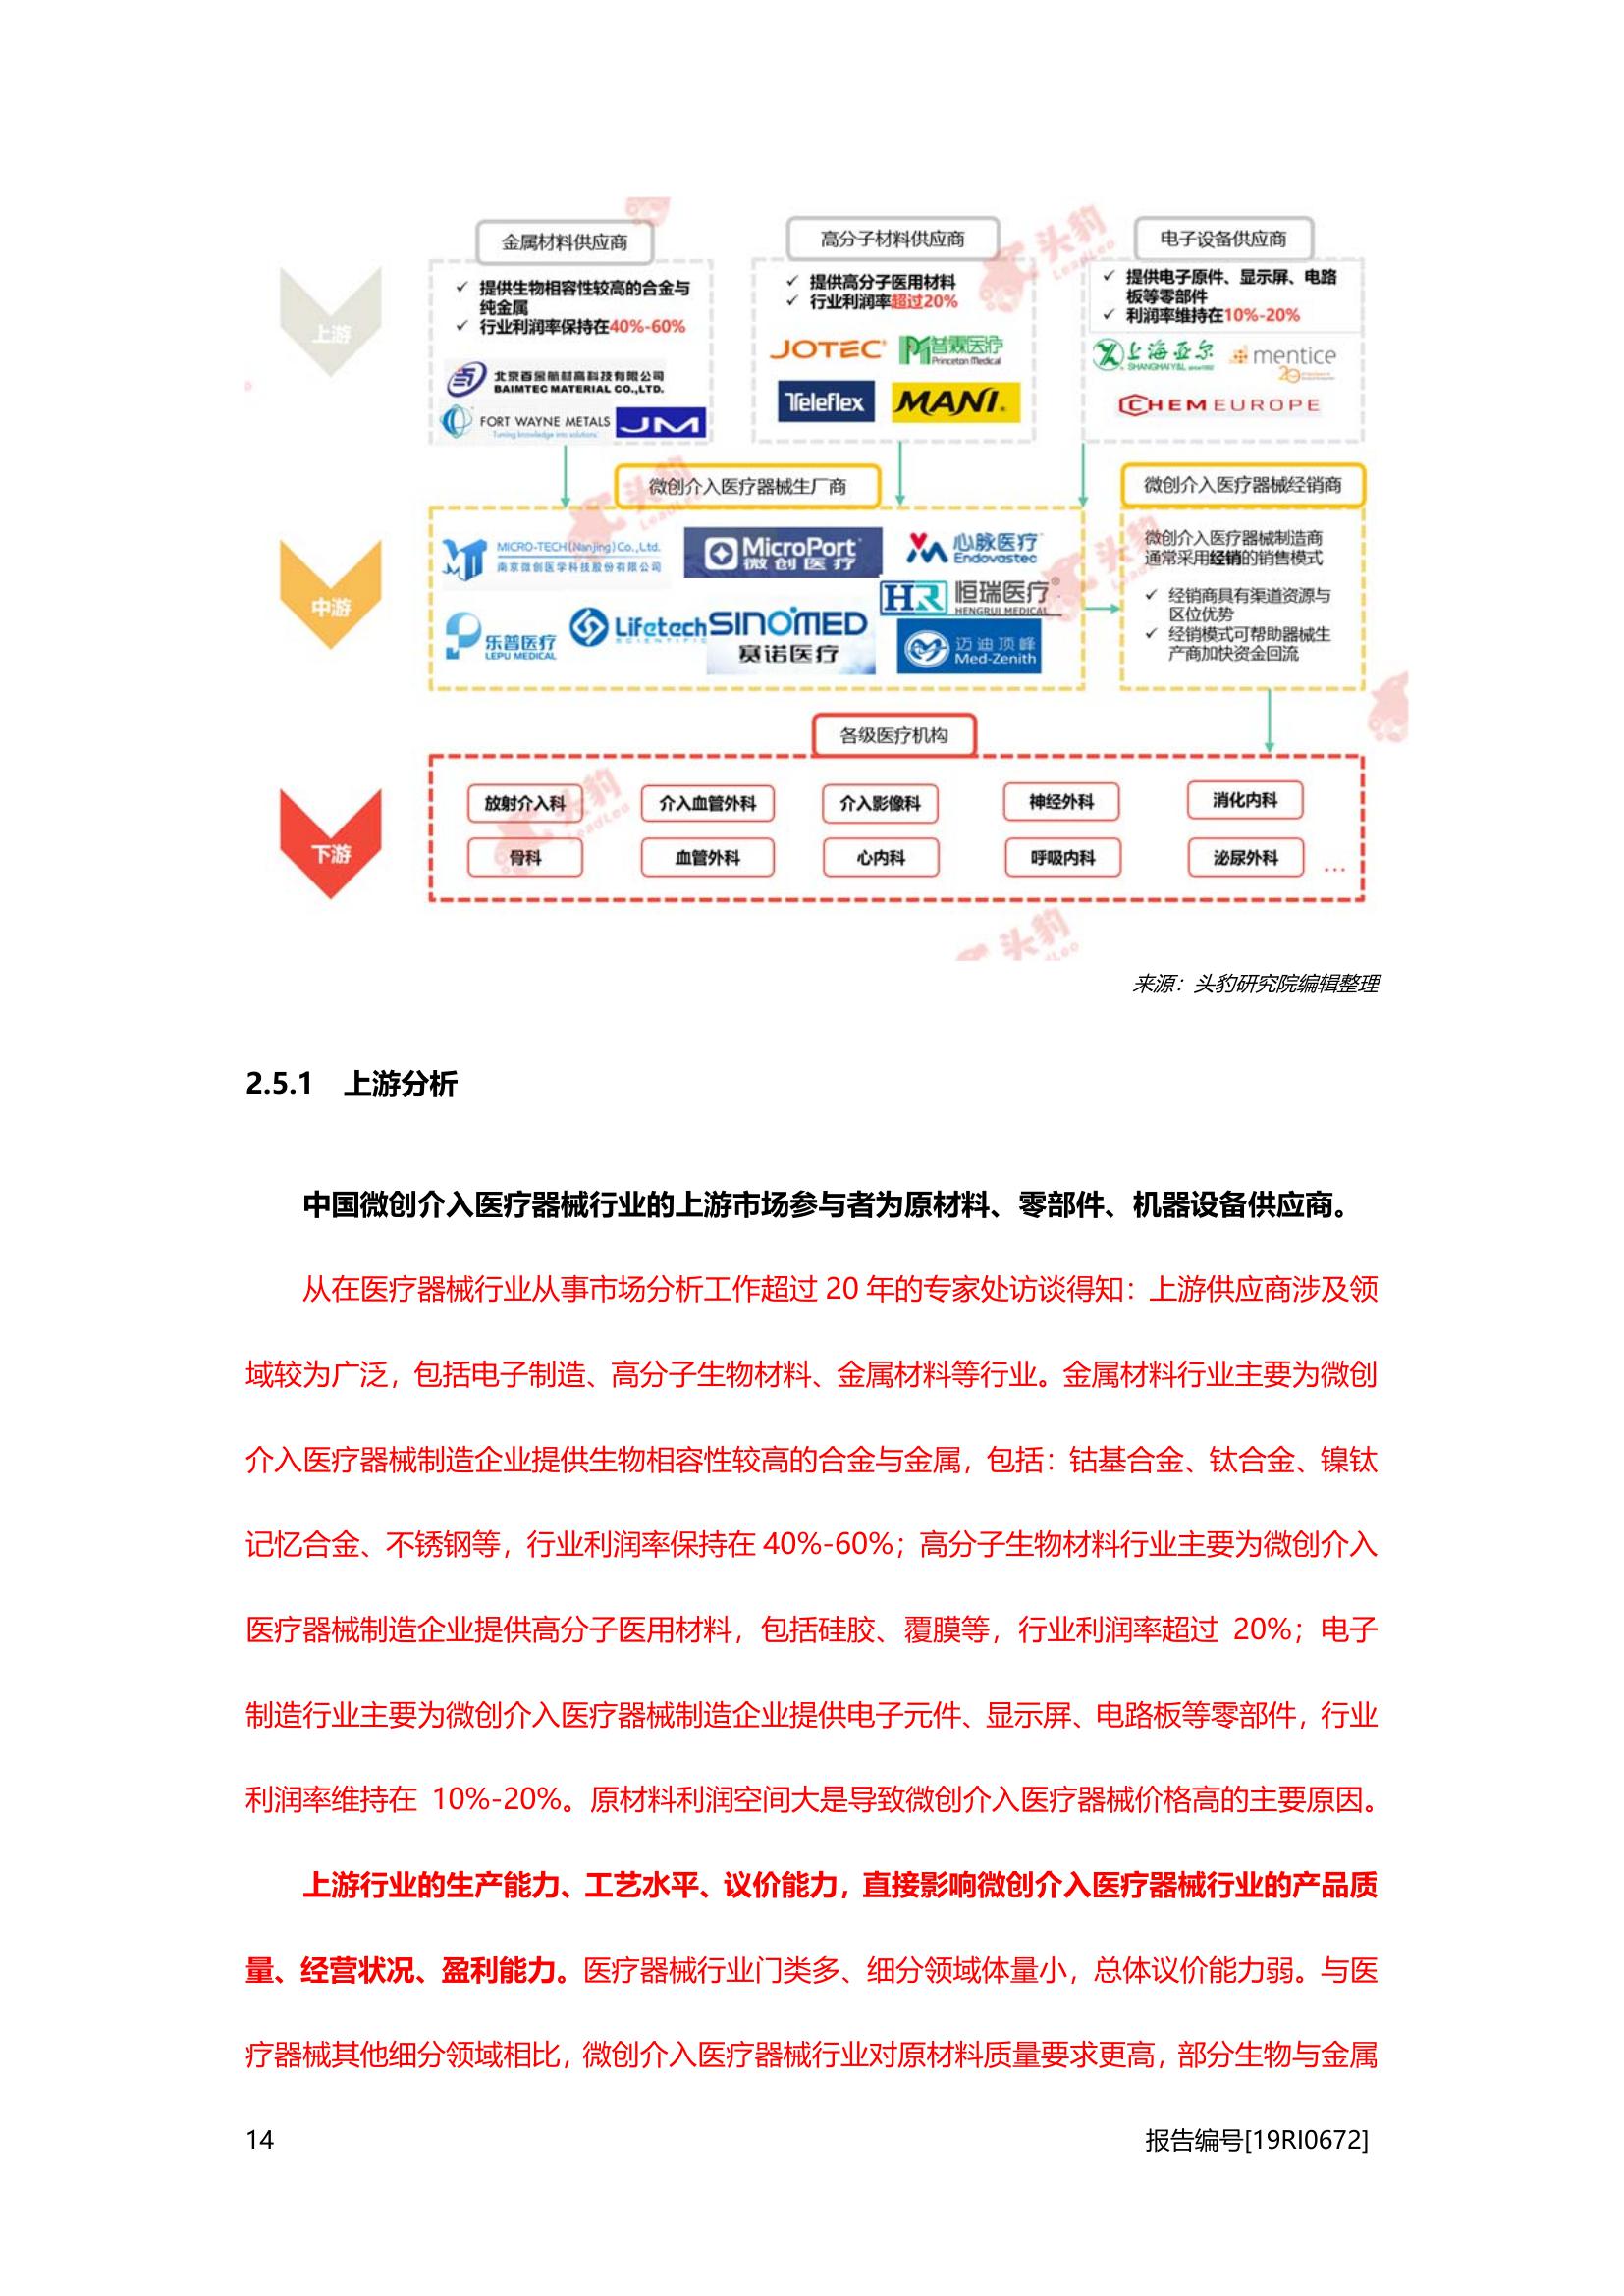 上游
金属材料供应商
提供生物相容性较高的合金与
纯金属
行业利润率保持在40%-60%
北京百金航材高科技有限公司
BAIMTEC MATERIAL CO.,LTD.
FORT WAYNE METALS
JM
高分子材料供应商
提供高分子医用材料
行业利润率超过20%
JOTEC
普霖医疗
Princeton Medical
Teleflex
MANI
电子设备供应商
提供电子原件、显示屏、电路
板等零部件
利润率维持在10%-20%
上海亚尔
SHANGHAI YAL
mentice
20
CHEMEUROPE
中游
微创介入医疗器械生厂商
MICRO-TECH(Nanjing)Co.,Ltd.
南京微创医学科技股份有限公司
MicroPort
微创医疗
心脉医疗
Endovastec
HR 恒瑞医疗
HENGRUI MEDICAL
乐普医疗
LEPU MEDICAL
Lifetech
SCIENTIFIC
SINOMED
赛诺医疗
迈迪顶峰
Med-Zenith
微创介入医疗器械经销商
微创介入医疗器械制造商
通常采用经销的销售模式
经销商具有渠道资源与
区位优势
经销模式可帮助器械生
产商加快资金回流
下游
各级医疗机构
放射介入科 介入血管外科 介入影像科 神经外科 消化内科
骨科 血管外科 心内科 呼吸内科 泌尿外科 ...
头豹
LeadLeo
来源：头豹研究院编辑整理
2.5.1 上游分析
中国微创介入医疗器械行业的上游市场参与者为原材料、零部件、机器设备供应商。
从在医疗器械行业从事市场分析工作超过 20 年的专家处访谈得知：上游供应商涉及领
域较为广泛，包括电子制造、高分子生物材料、金属材料等行业。金属材料行业主要为微创
介入医疗器械制造企业提供生物相容性较高的合金与金属，包括：钴基合金、钛合金、镍钛
记忆合金、不锈钢等，行业利润率保持在 40%-60%；高分子生物材料行业主要为微创介入
医疗器械制造企业提供高分子医用材料，包括硅胶、覆膜等，行业利润率超过 20%；电子
制造行业主要为微创介入医疗器械制造企业提供电子元件、显示屏、电路板等零部件，行业
利润率维持在 10%-20%。原材料利润空间大是导致微创介入医疗器械价格高的主要原因。
上游行业的生产能力、工艺水平、议价能力，直接影响微创介入医疗器械行业的产品质
量、经营状况、盈利能力。医疗器械行业门类多、细分领域体量小，总体议价能力弱。与医
疗器械其他细分领域相比，微创介入医疗器械行业对原材料质量要求更高，部分生物与金属
14
报告编号[19RI0672]